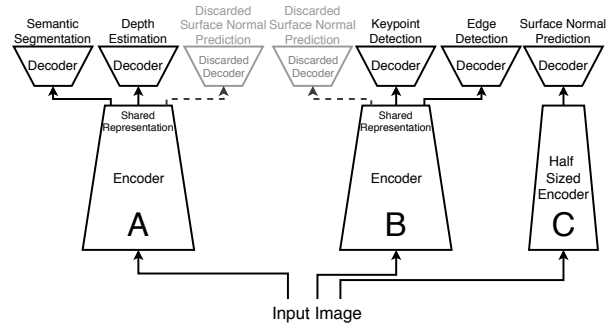 Semantic
Segmentation
Decoder
Depth
Estimation
Decoder
Discarded
Surface Normal
Prediction
Discarded
Decoder
Discarded
Surface Normal
Prediction
Discarded
Decoder
Keypoint
Detection
Decoder
Edge
Detection
Decoder
Surface Normal
Prediction
Decoder
Shared
Representation
Encoder
A
Shared
Representation
Encoder
B
Half
Sized
Encoder
C
Input Image